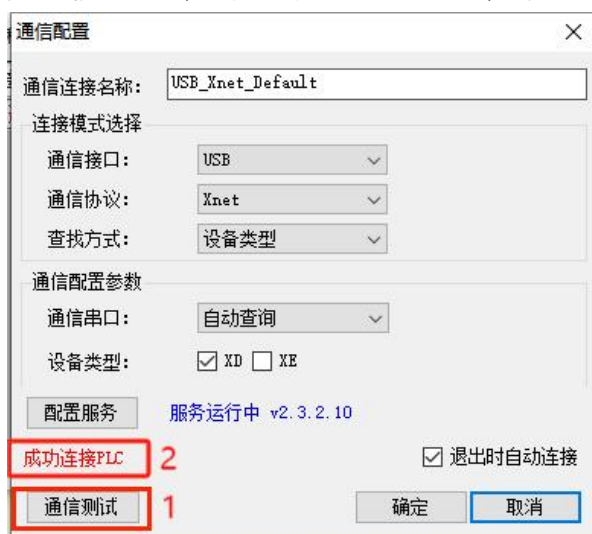 通信配置
通信连接名称: USB_Xnet_Default
连接模式选择
通信接口: USB
通信协议: Xnet
查找方式: 设备类型
通信配置参数
通信串口: 自动查询
设备类型: XD XE
配置服务 服务运行中 v2.3.2.10
成功连接PLC 2 退出时自动连接
通信测试 1 确定 取消